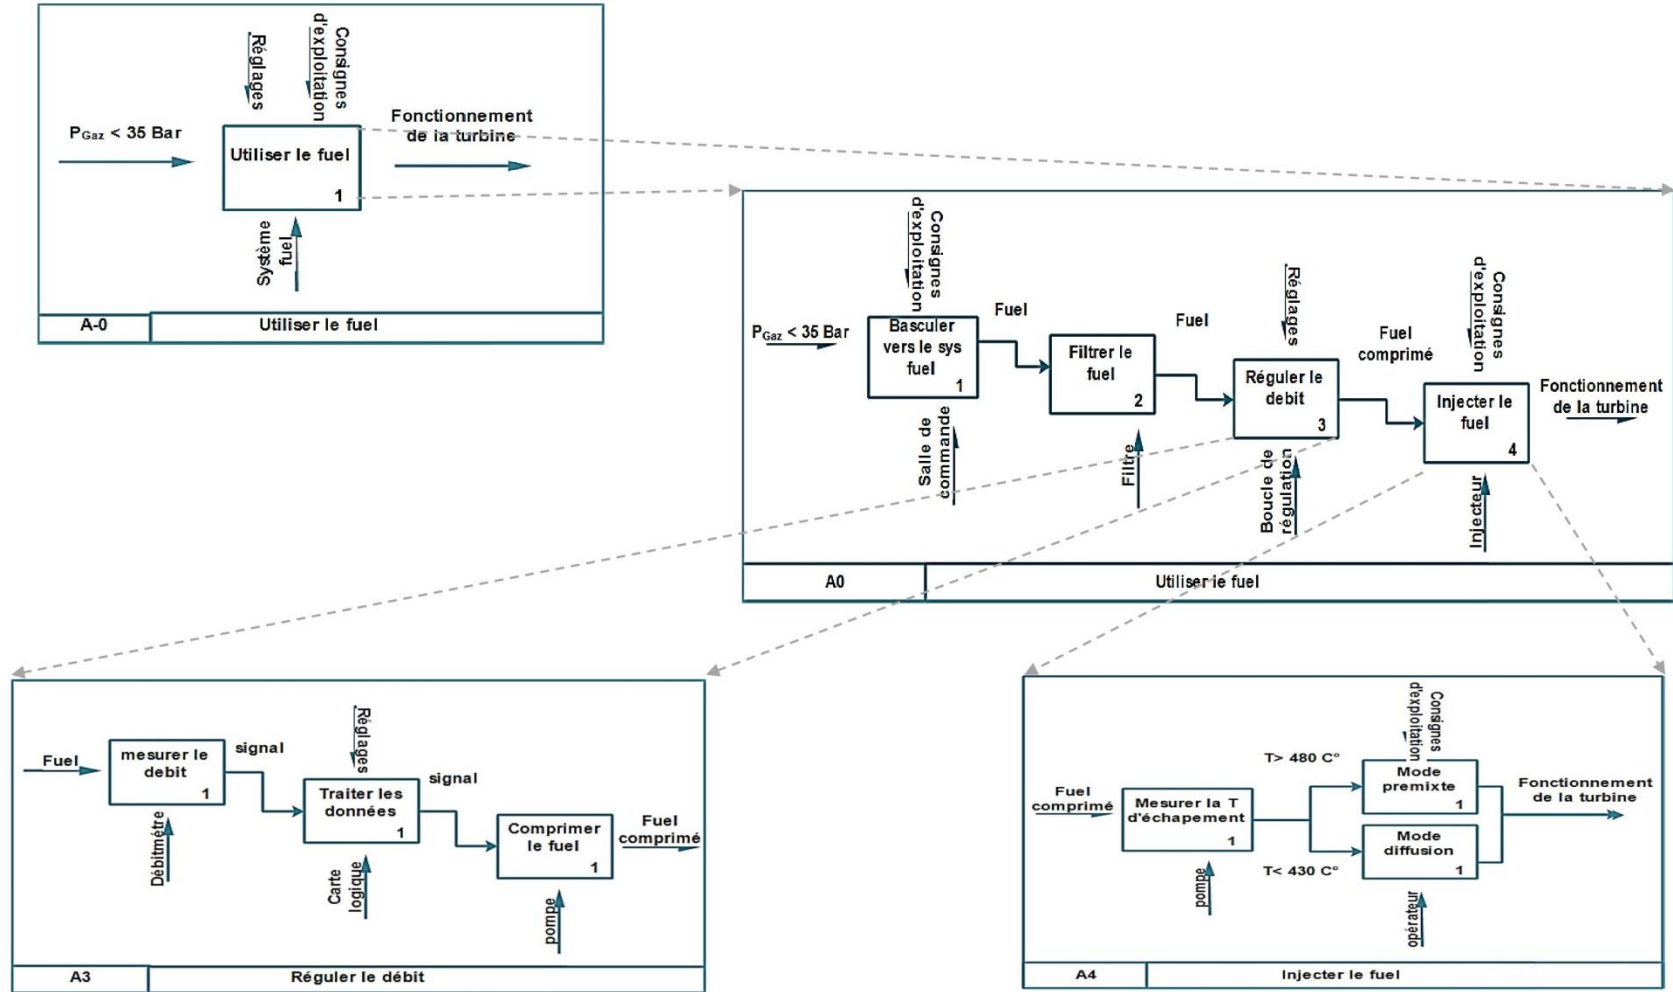 Réglages
Consignes
d'exploitation
P_Gaz < 35 Bar
Fonctionnement
de la turbine
Utiliser le fuel
1
Système
fuel
A-0
Utiliser le fuel
Consignes
d'exploitation
P_Gaz < 35 Bar
Basculer
vers le sys
fuel
1
Salle de
commande
Fuel
Filtrer le
fuel
2
Filtre
Fuel
Réglages
Réguler le
debit
3
Boucle de
régulation
Fuel
comprimé
Consignes
d'exploitation
Injecter le
fuel
4
Injecteur
Fonctionnement
de la turbine
A0
Utiliser le fuel
Fuel
mesurer le
debit
1
Débitmétre
signal
Réglages
Traiter les
données
1
Carte
logique
signal
Comprimer
le fuel
1
pompe
Fuel
comprimé
A3
Réguler le débit
Fuel
comprimé
Mesurer la T
d'échapement
1
pompe
T> 480 C°
T< 430 C°
Consignes
d'exploitation
Mode
premixte
1
Mode
diffusion
1
opérateur
Fonctionnement
de la turbine
A4
Injecter le fuel